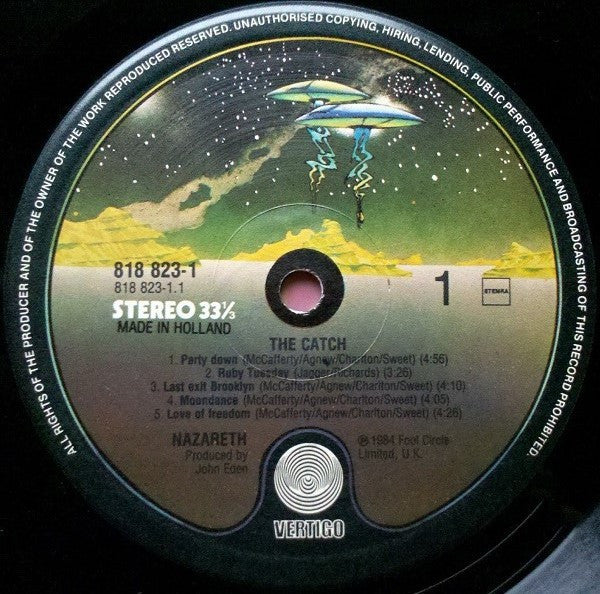 ALL RIGHTS OF THE PRODUCER AND OF THE OWNER OF THE WORK REPRODUCED RESERVED. UNAUTHORISED COPYING, HIRING, LENDING, PUBLIC PERFORMANCE AND BROADCASTING OF THIS RECORD PROHIBITED.
818 823-1
818 823-1.1
STEREO 33⅓
MADE IN HOLLAND
1
STEMRA
THE CATCH
1. Party down (McCafferty/Agnew/Charlton/Sweet) (4:56)
2. Ruby Tuesday (Jagger/Richards) (3:26)
3. Last exit Brooklyn (McCafferty/Agnew/Charlton/Sweet) (4:10)
4. Moondance (McCafferty/Agnew/Charlton/Sweet) (4:05)
5. Love of freedom (McCafferty/Agnew/Charlton/Sweet) (4:26)
NAZARETH
Produced by
John Eden
℗ 1984 Fool Circle
Limited, U.K.
VERTIGO